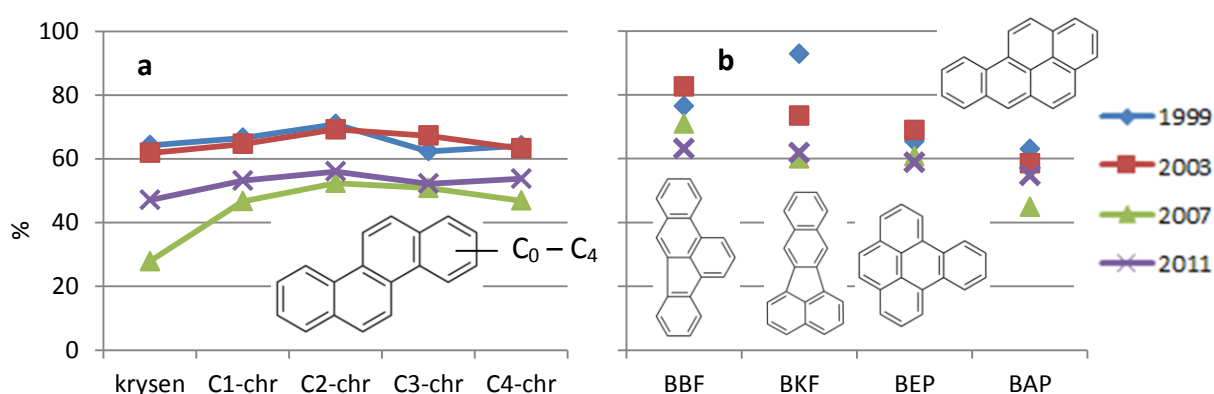 100
80
60
40
20
0
%
a
C₀ – C₄
krysen C1-chr C2-chr C3-chr C4-chr
b
BBF BKF BEP BAP
1999
2003
2007
2011